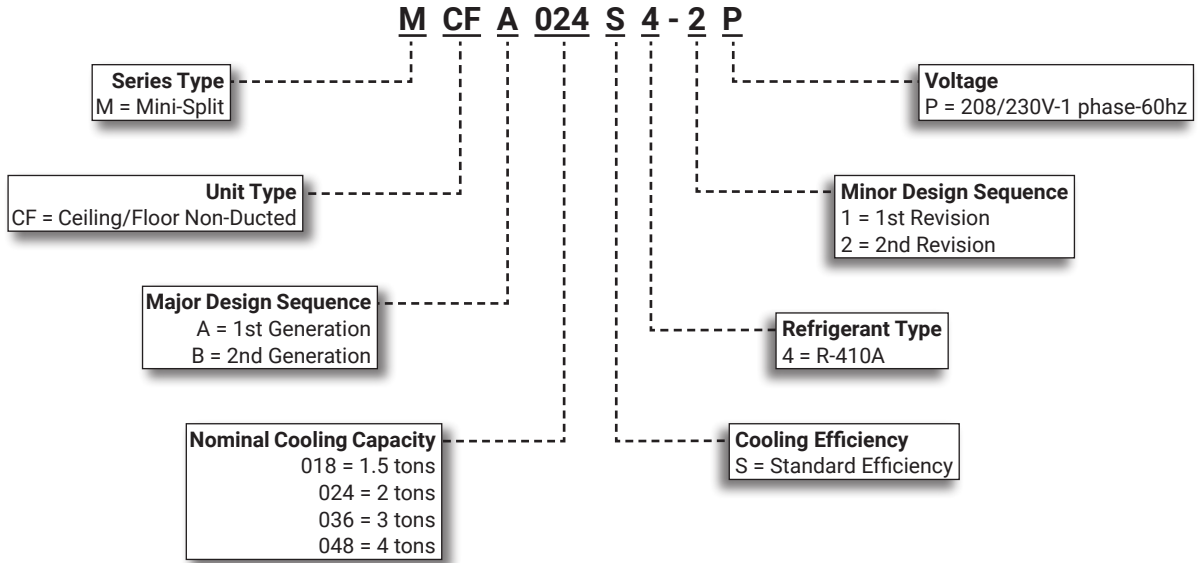 M CF A 024 S 4 - 2 P
Series Type
M = Mini-Split
Voltage
P = 208/230V-1 phase-60hz
Unit Type
CF = Ceiling/Floor Non-Ducted
Minor Design Sequence
1 = 1st Revision
2 = 2nd Revision
Major Design Sequence
A = 1st Generation
B = 2nd Generation
Refrigerant Type
4 = R-410A
Nominal Cooling Capacity
018 = 1.5 tons
024 = 2 tons
036 = 3 tons
048 = 4 tons
Cooling Efficiency
S = Standard Efficiency